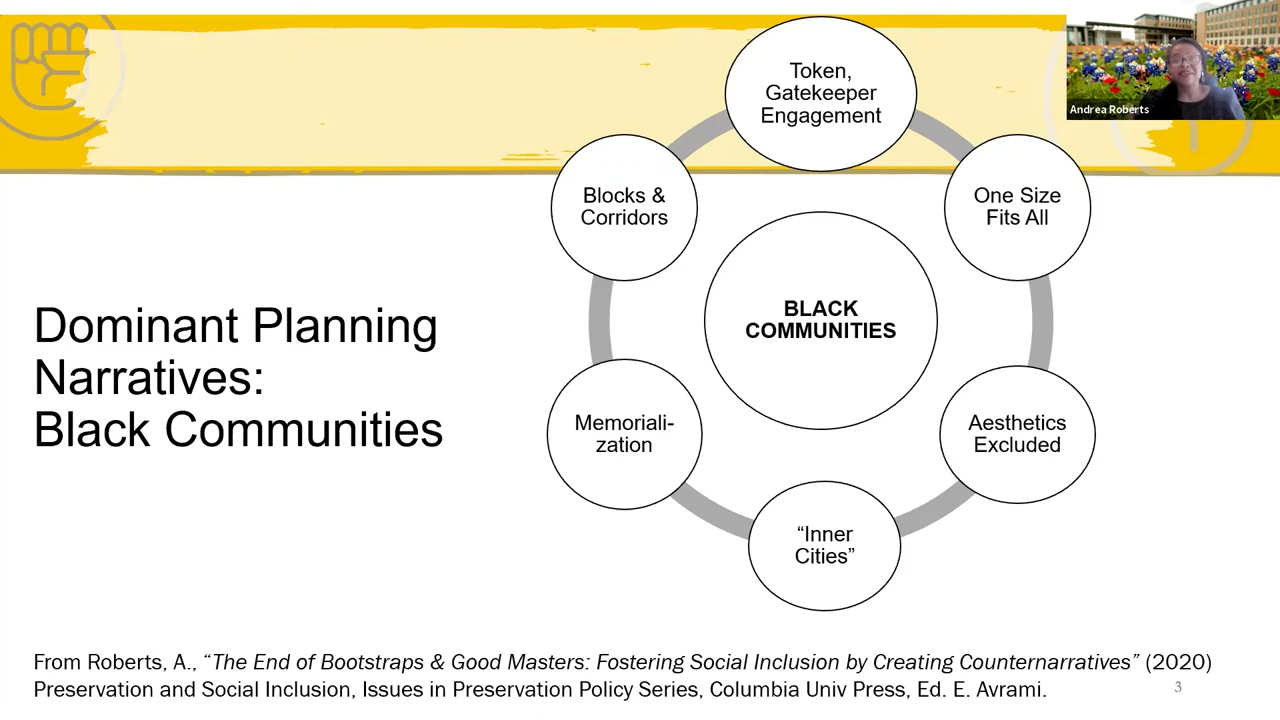 Andrea Roberts
Token,
Gatekeeper
Engagement
Blocks &
Corridors
One Size
Fits All
BLACK
COMMUNITIES
Dominant Planning
Narratives:
Black Communities
Memoriali-
zation
Aesthetics
Excluded
“Inner
Cities”
From Roberts, A., “The End of Bootstraps & Good Masters: Fostering Social Inclusion by Creating Counternarratives” (2020)
Preservation and Social Inclusion, Issues in Preservation Policy Series, Columbia Univ Press, Ed. E. Avrami.
3